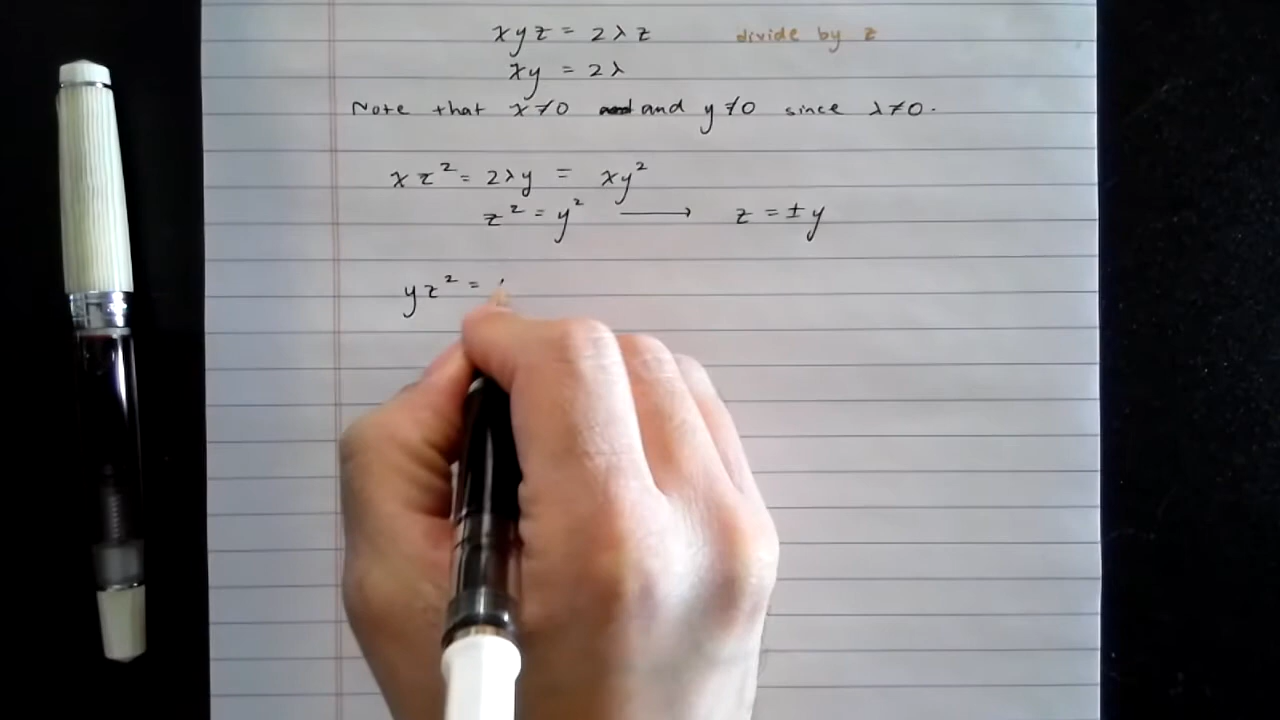 xyz = 2λz divide by z
xy = 2λ
Note that x≠0 and y≠0 since λ≠0.
xz² = 2λy = xy²
z² = y² ⟶ z = ±y
yz² =